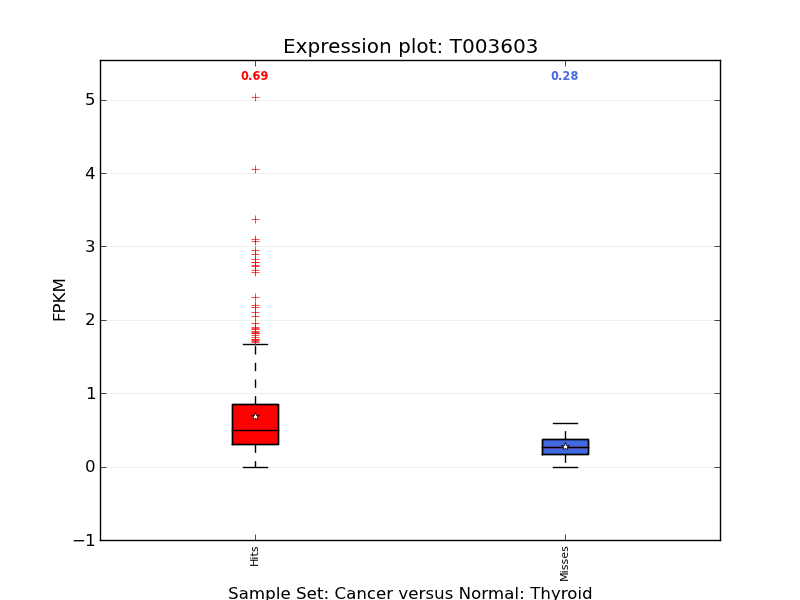 Expression plot: T003603
0.69
0.28
5
4
3
2
1
0
−1
FPKM
Hits
Misses
Sample Set: Cancer versus Normal: Thyroid